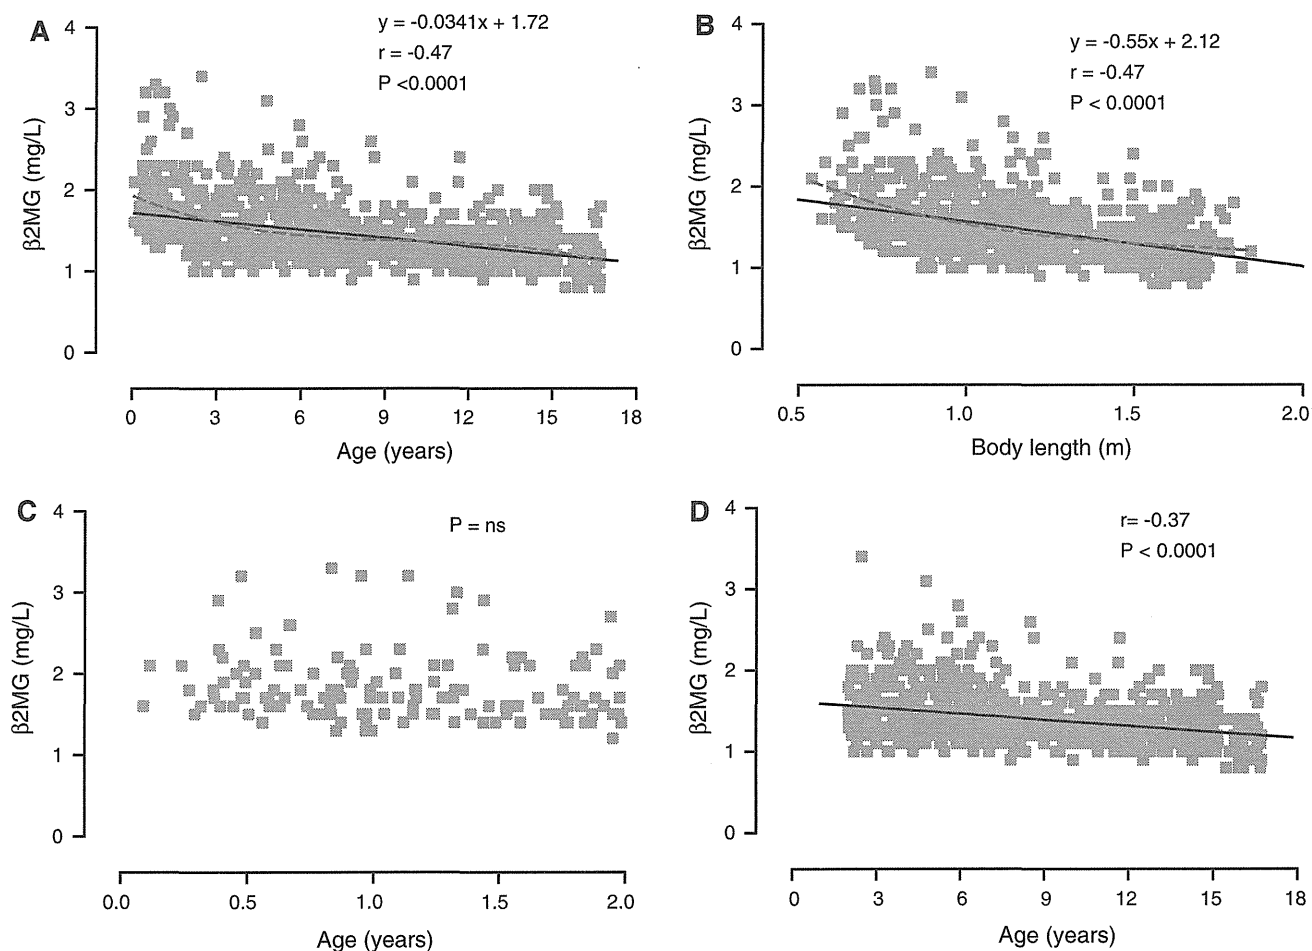 A
y = -0.0341x + 1.72
r = -0.47
P <0.0001
β2MG (mg/L)
4
3
2
1
0
0 3 6 9 12 15 18
Age (years)
B
y = -0.55x + 2.12
r = -0.47
P < 0.0001
β2MG (mg/L)
4
3
2
1
0
0.5 1.0 1.5 2.0
Body length (m)
C
P = ns
β2MG (mg/L)
4
3
2
1
0
0.0 0.5 1.0 1.5 2.0
Age (years)
D
r= -0.37
P < 0.0001
β2MG (mg/L)
4
3
2
1
0
0 3 6 9 12 15 18
Age (years)